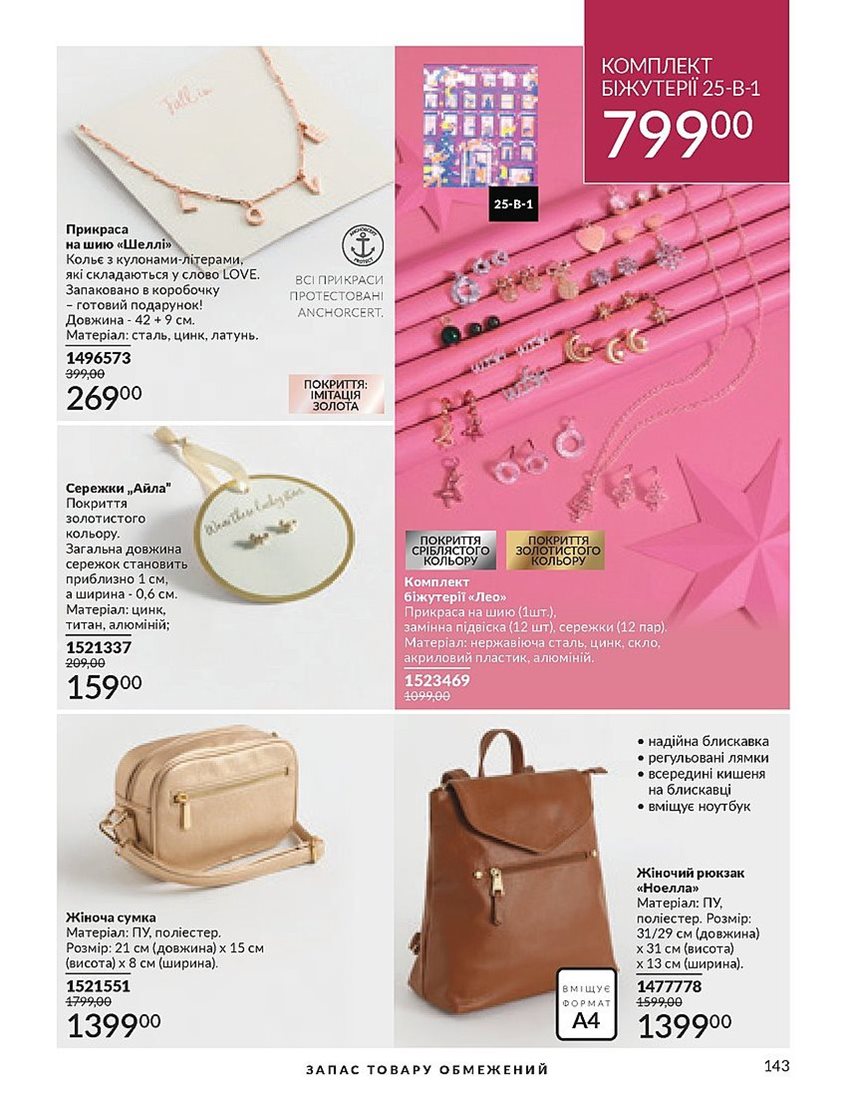 КОМПЛЕКТ
БІЖУТЕРІЇ 25-В-1
799⁰⁰
25-В-1
Fall in
L O V
Прикраса
на шию «Шеллі»
Кольє з кулонами-літерами,
які складаються у слово LOVE.
Запаковано в коробочку
– готовий подарунок!
Довжина - 42 + 9 см.
Матеріал: сталь, цинк, латунь.
1496573
399,00
269⁰⁰
ANCHORCERT
PROTECT
ВСІ ПРИКРАСИ
ПРОТЕСТОВАНІ
ANCHORCERT.
ПОКРИТТЯ:
ІМІТАЦІЯ
ЗОЛОТА
Сережки „Айла”
Покриття
золотистого
кольору.
Загальна довжина
сережок становить
приблизно 1 см,
а ширина - 0,6 см.
Матеріал: цинк,
титан, алюміній;
1521337
209,00
159⁰⁰
Wear these lucky stars
ПОКРИТТЯ
СРІБЛЯСТОГО
КОЛЬОРУ
ПОКРИТТЯ
ЗОЛОТИСТОГО
КОЛЬОРУ
Комплект
біжутерії «Лео»
Прикраса на шию (1шт.),
замінна підвіска (12 шт), сережки (12 пар).
Матеріал: нержавіюча сталь, цинк, скло,
акриловий пластик, алюміній.
1523469
1099,00
Жіноча сумка
Матеріал: ПУ, поліестер.
Розмір: 21 см (довжина) х 15 см
(висота) х 8 см (ширина).
1521551
1799,00
1399⁰⁰
• надійна блискавка
• регульовані лямки
• всередині кишеня
на блискавці
• вміщує ноутбук
Жіночий рюкзак
«Ноелла»
Матеріал: ПУ,
поліестер. Розмір:
31/29 см (довжина)
х 31 см (висота)
х 13 см (ширина).
1477778
1599,00
1399⁰⁰
ВМІЩУЄ
ФОРМАТ
А4
ЗАПАС ТОВАРУ ОБМЕЖЕНИЙ
143